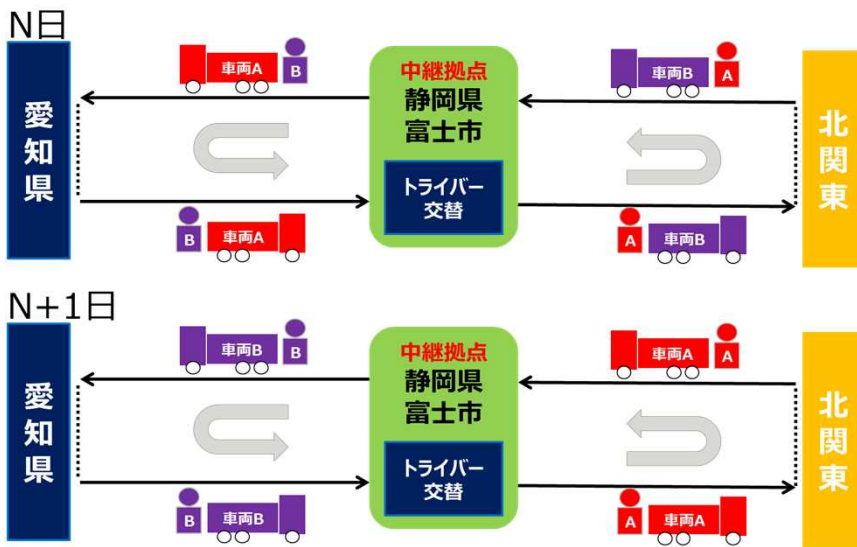 N日
車両A
B
車両B
A
中継拠点
静岡県
富士市
愛知県
北関東
トライバー
交替
B
車両A
A
車両B
N+1日
車両B
B
車両A
A
中継拠点
静岡県
富士市
愛知県
北関東
トライバー
交替
B
車両B
A
車両A